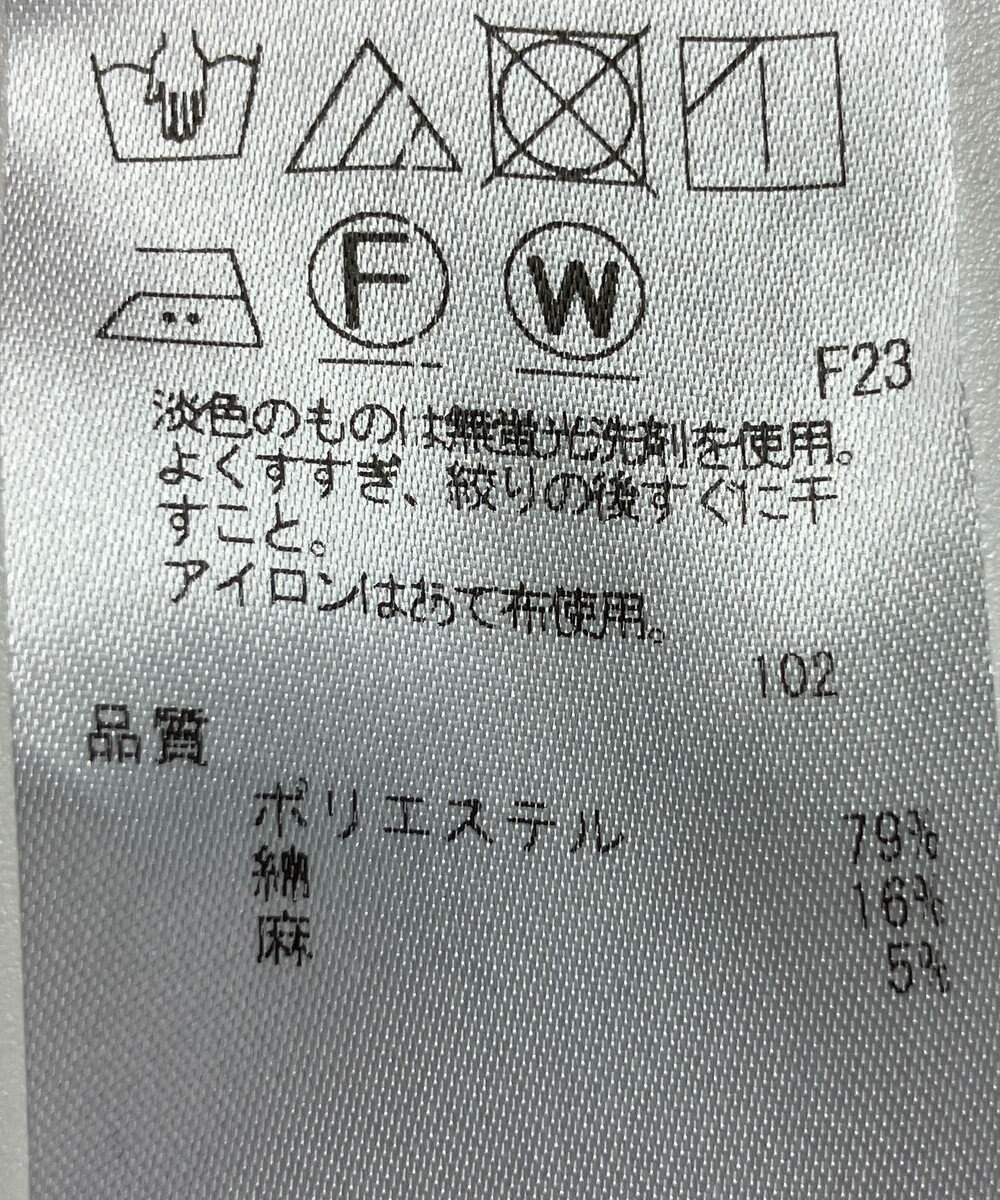 F
W
F23
淡色のものは無蛍光洗剤を使用。
よくすすぎ、絞りの後すぐに干
すこと。
アイロンはあて布使用。
102
品質
ポリエステル 79%
綿 16%
麻 5%